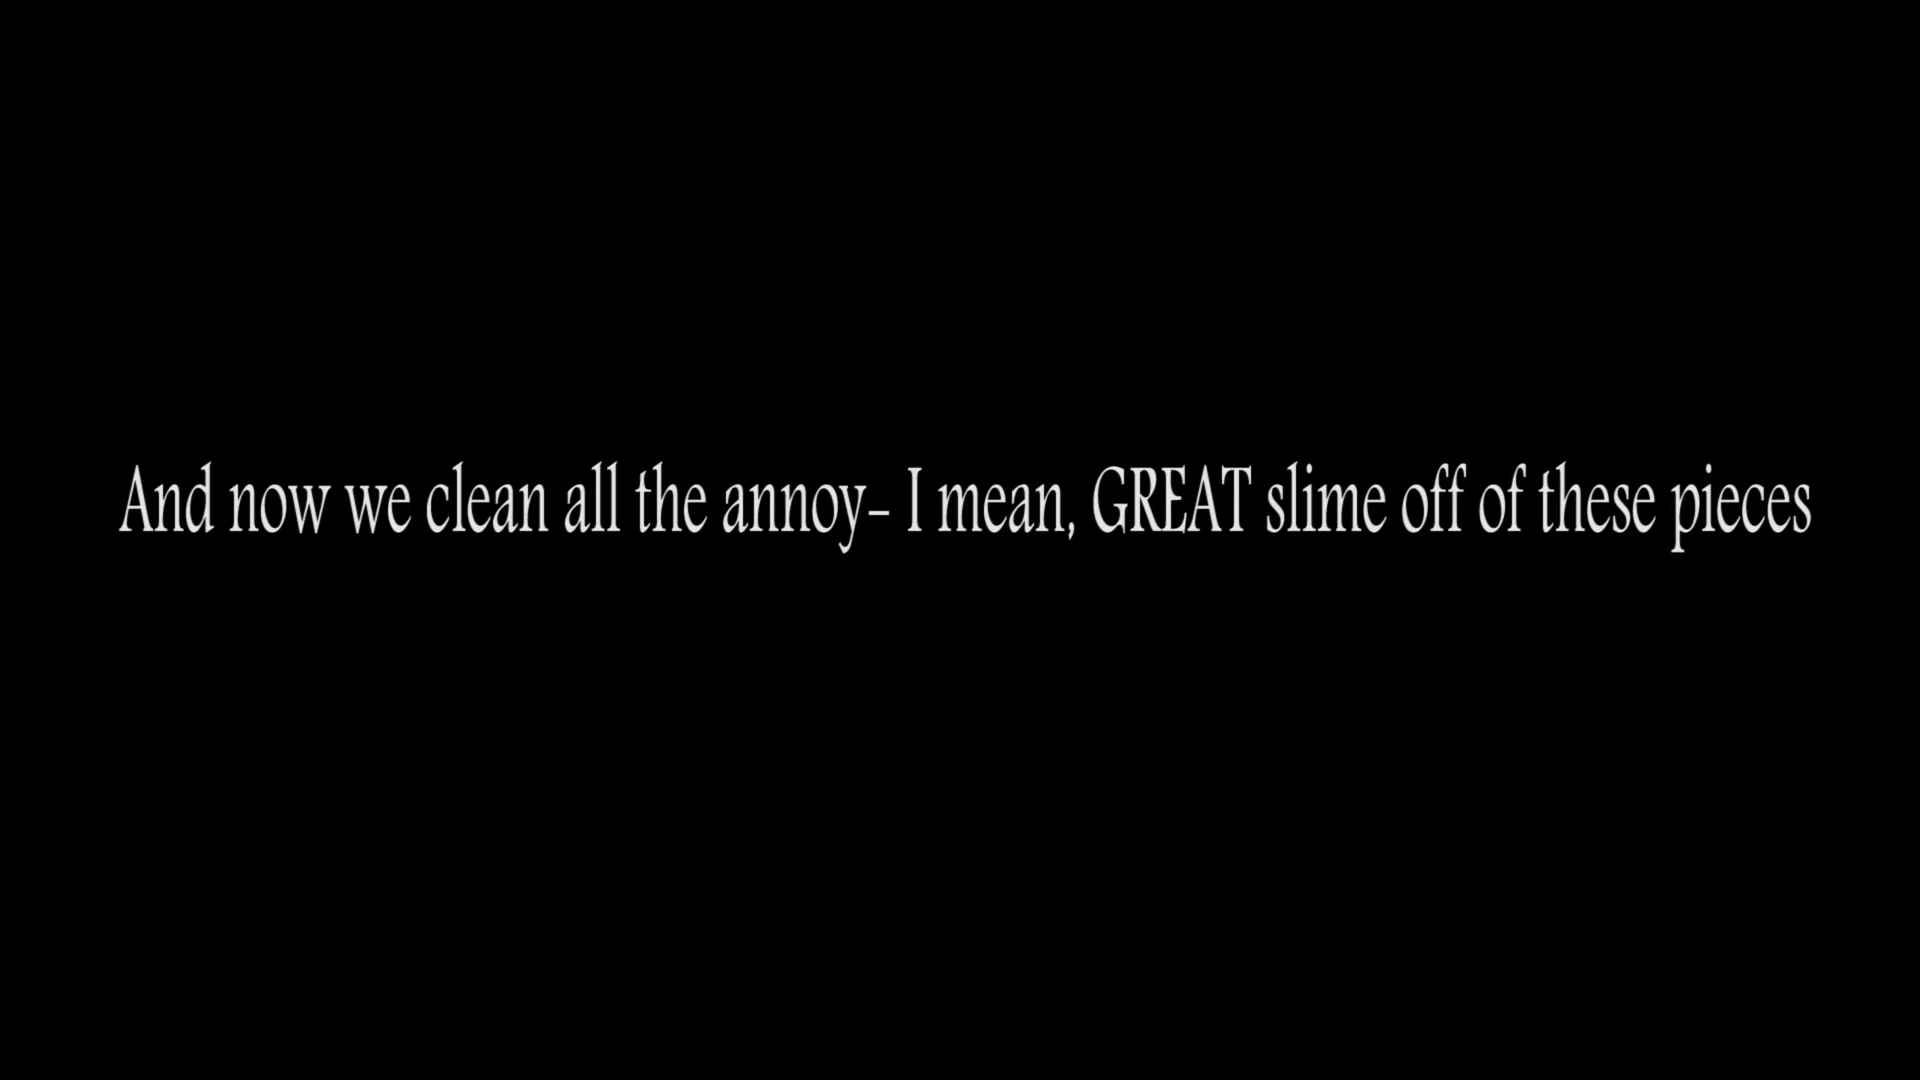 And now we clean all the annoy- I mean, GREAT slime off of these pieces